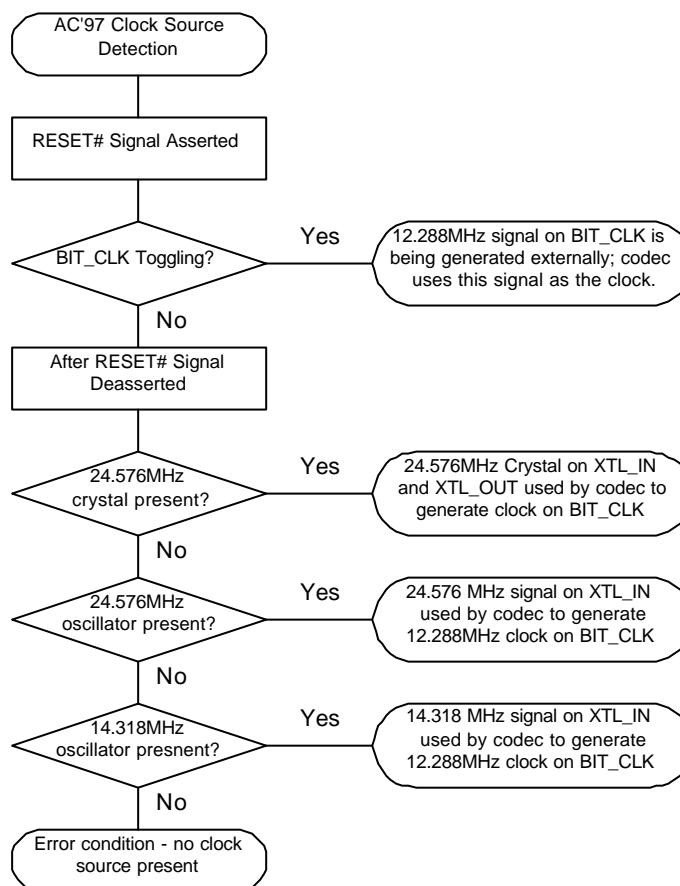 AC'97 Clock Source
Detection
RESET# Signal Asserted
BIT_CLK Toggling?
Yes
12.288MHz signal on BIT_CLK is
being generated externally; codec
uses this signal as the clock.
No
After RESET# Signal
Deasserted
24.576MHz
crystal present?
Yes
24.576MHz Crystal on XTL_IN
and XTL_OUT used by codec to
generate clock on BIT_CLK
No
24.576MHz
oscillator present?
Yes
24.576 MHz signal on XTL_IN
used by codec to generate
12.288MHz clock on BIT_CLK
No
14.318MHz
oscillator presnent?
Yes
14.318 MHz signal on XTL_IN
used by codec to generate
12.288MHz clock on BIT_CLK
No
Error condition - no clock
source present